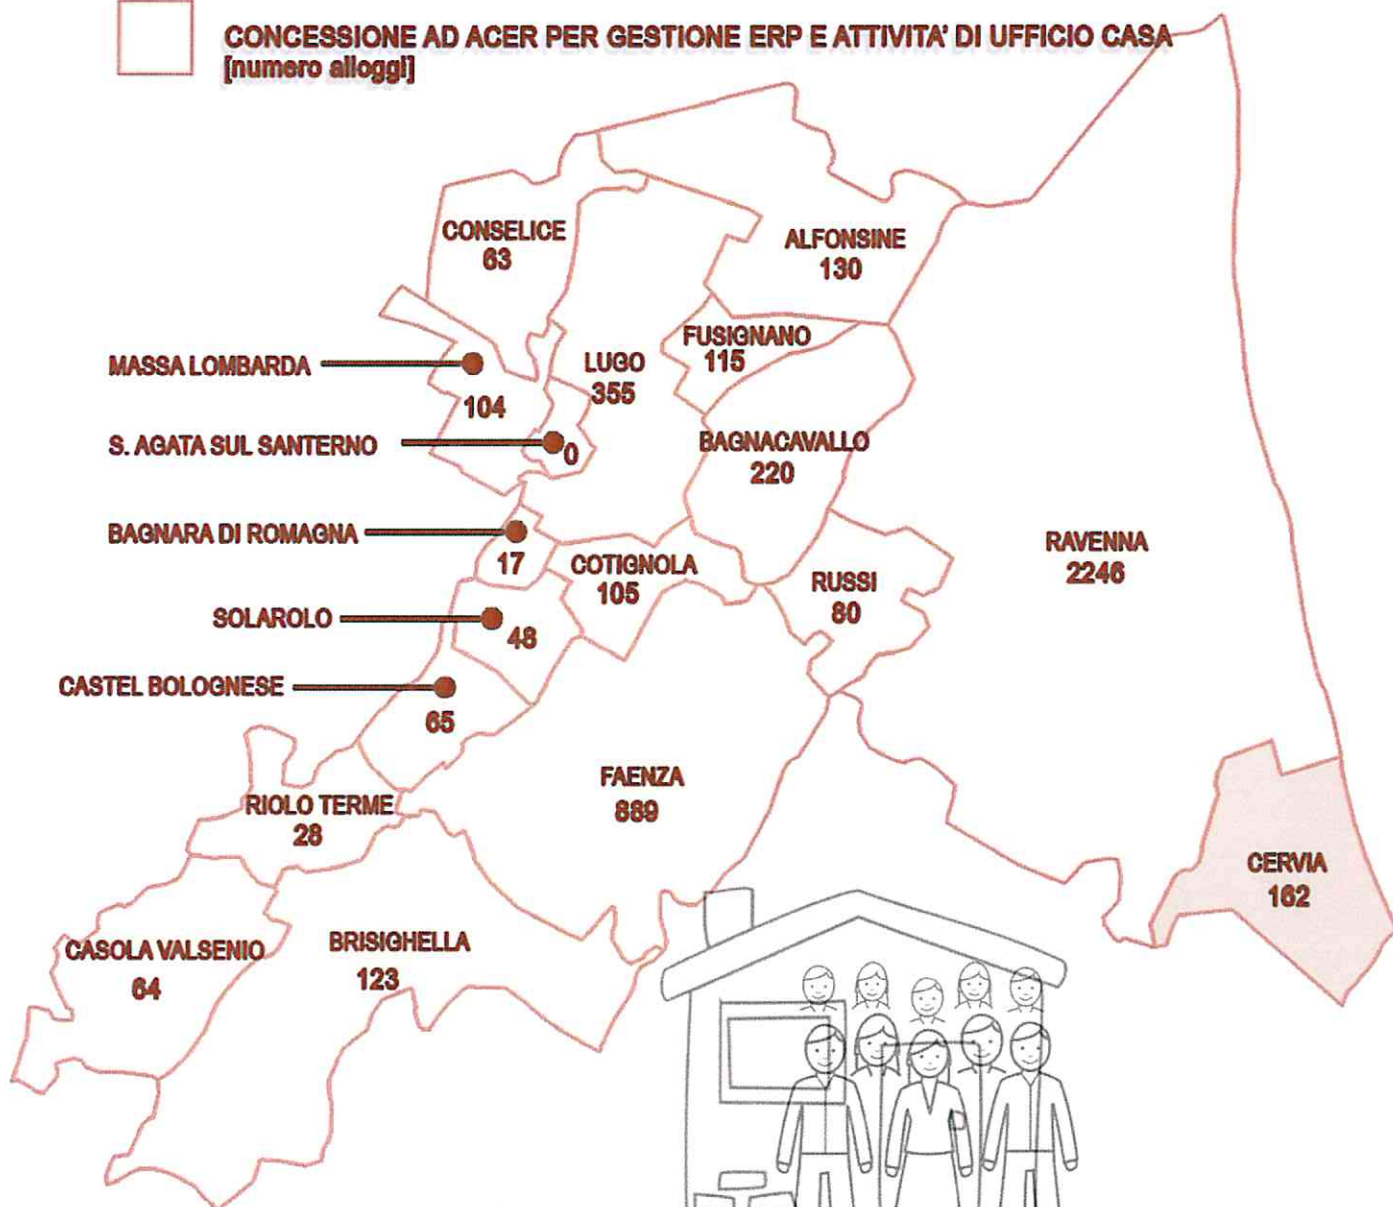 CONCESSIONE AD ACER PER GESTIONE ERP E ATTIVITA' DI UFFICIO CASA
[numero alloggi]
CONSELICE
63
ALFONSINE
130
FUSIGNANO
115
MASSA LOMBARDA
104
LUGO
355
S. AGATA SUL SANTERNO
0
BAGNACAVALLO
220
BAGNARA DI ROMAGNA
17
COTIGNOLA
105
RUSSI
80
RAVENNA
2246
SOLAROLO
48
CASTEL BOLOGNESE
65
FAENZA
889
RIOLO TERME
28
CERVIA
162
CASOLA VALSENIO
64
BRISIGHELLA
123